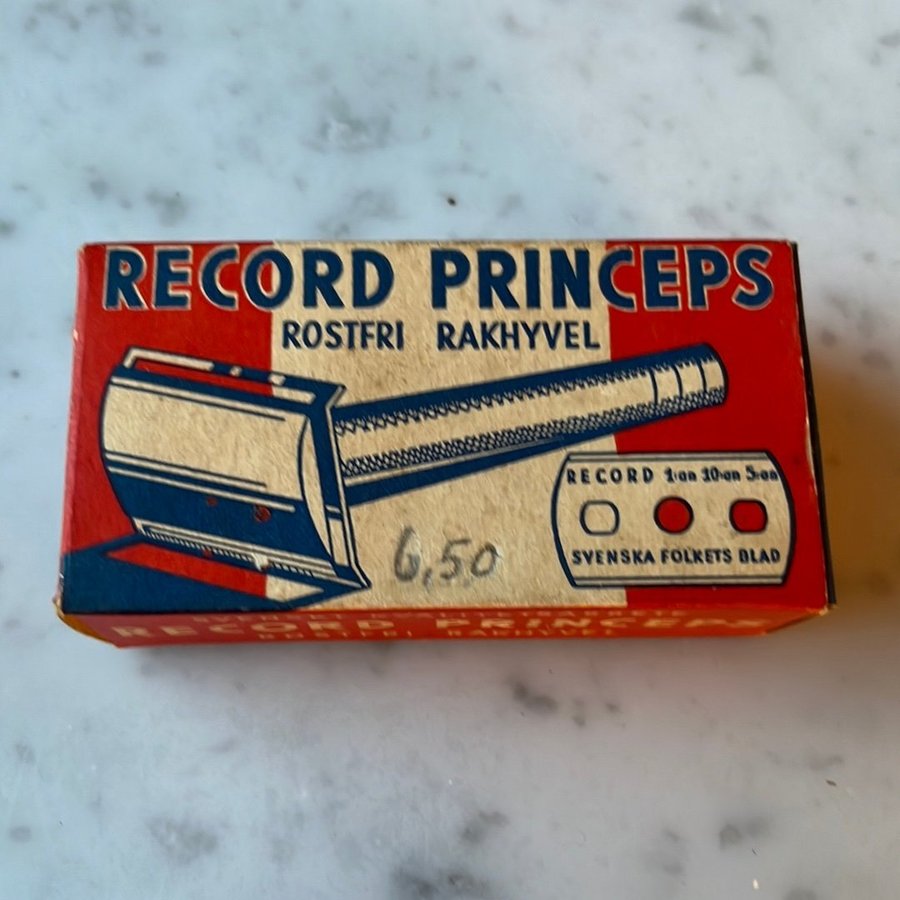 RECORD PRINCEPS
ROSTFRI RAKHYVEL
RECORD 1:an 10:an 5:an
SVENSKA FOLKETS BLAD
6,50
RECORD PRINCEPS
ROSTFRI RAKHYVEL